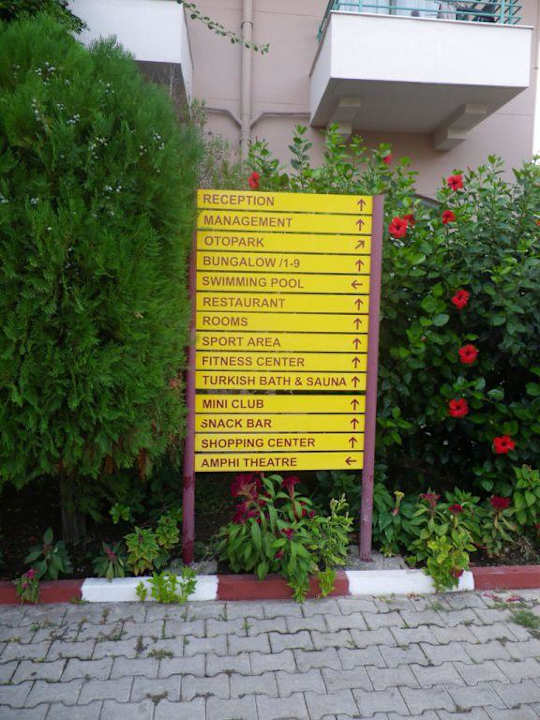 RECEPTION ↑
MANAGEMENT ↑
OTOPARK ↗
BUNGALOW /1-9 ↑
SWIMMING POOL ←
RESTAURANT ↑
ROOMS ↑
SPORT AREA ↑
FITNESS CENTER ↑
TURKISH BATH & SAUNA ↑
MINI CLUB ↑
SNACK BAR ↑
SHOPPING CENTER ↑
AMPHI THEATRE ←